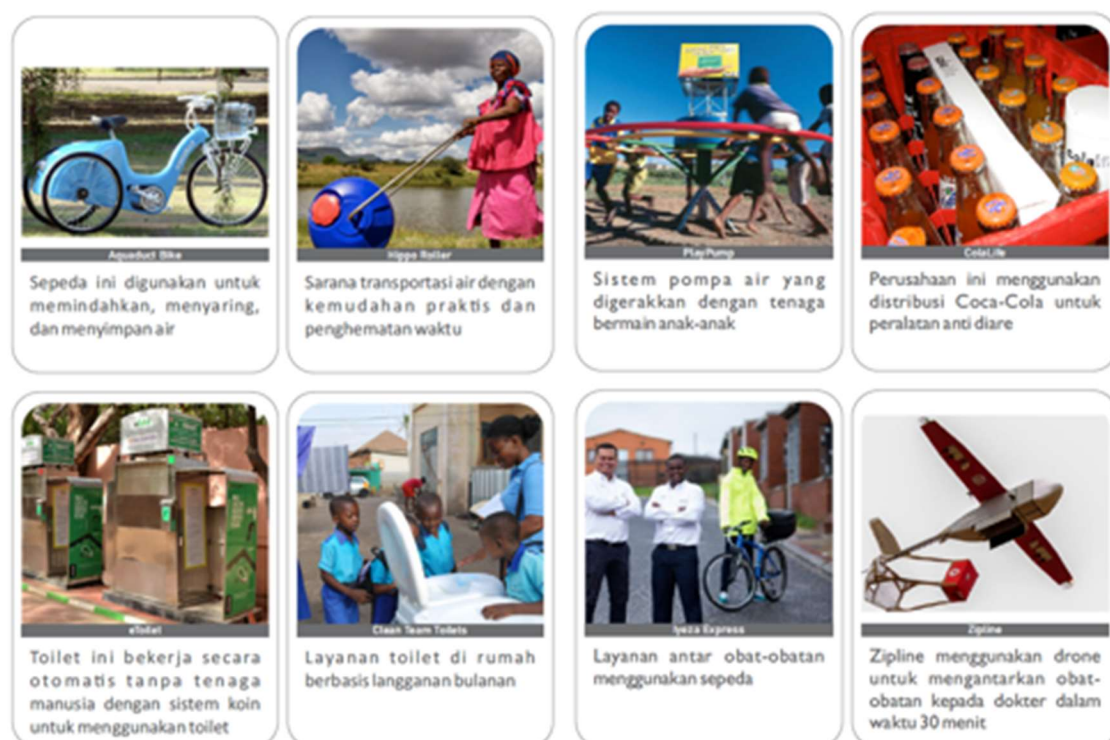 Aquaduct Bike
Sepeda ini digunakan untuk
memindahkan, menyaring,
dan menyimpan air
Hippo Roller
Sarana transportasi air dengan
kemudahan praktis dan
penghematan waktu
PlayPump
Sistem pompa air yang
digerakkan dengan tenaga
bermain anak-anak
ColaLife
Perusahaan ini menggunakan
distribusi Coca-Cola untuk
peralatan anti diare
eToilet
Toilet ini bekerja secara
otomatis tanpa tenaga
manusia dengan sistem koin
untuk menggunakan toilet
Clean Team Toilets
Layanan toilet di rumah
berbasis langganan bulanan
Iyeza Express
Layanan antar obat-obatan
menggunakan sepeda
Zipline
Zipline menggunakan drone
untuk mengantarkan obat-
obatan kepada dokter dalam
waktu 30 menit